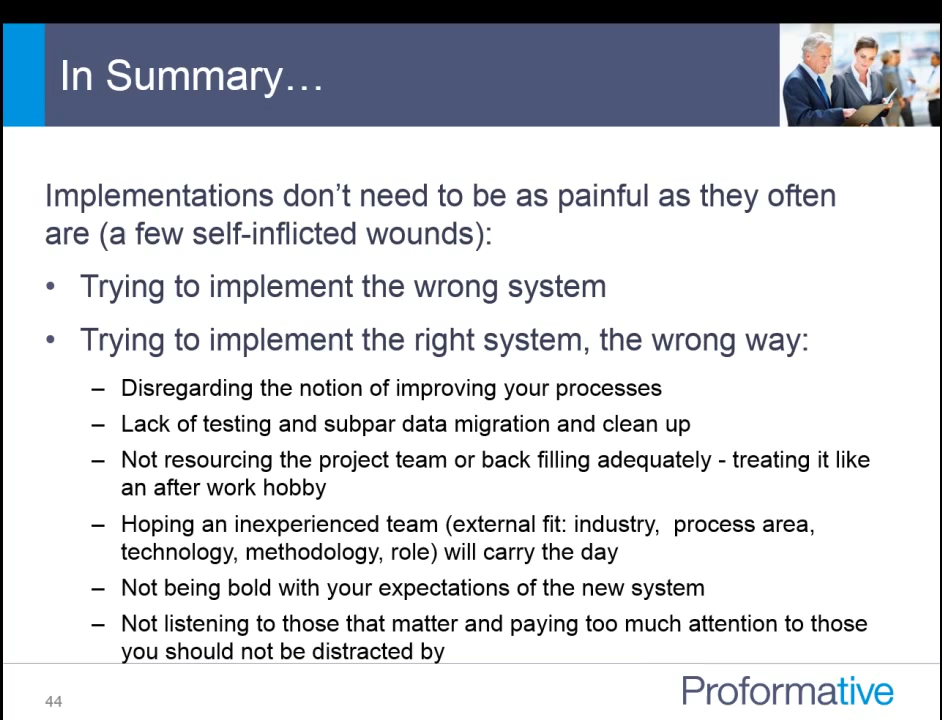 In Summary…
Implementations don’t need to be as painful as they often
are (a few self-inflicted wounds):
• Trying to implement the wrong system
• Trying to implement the right system, the wrong way:
– Disregarding the notion of improving your processes
– Lack of testing and subpar data migration and clean up
– Not resourcing the project team or back filling adequately - treating it like
an after work hobby
– Hoping an inexperienced team (external fit: industry,  process area,
technology, methodology, role) will carry the day
– Not being bold with your expectations of the new system
– Not listening to those that matter and paying too much attention to those
you should not be distracted by
44
Proformative